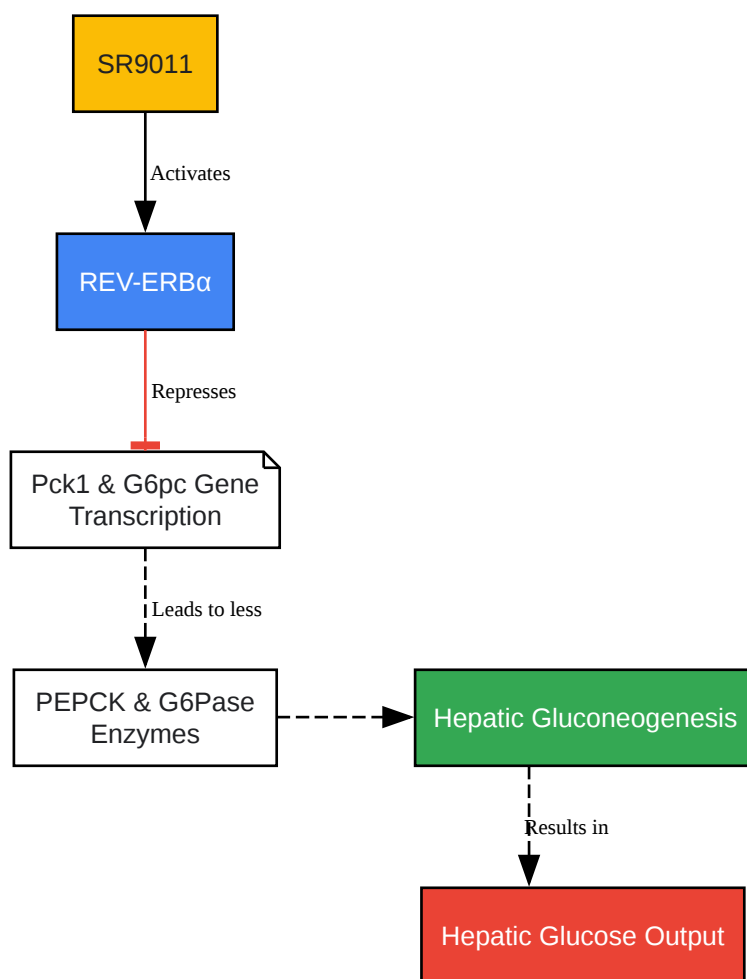 SR9011
Activates
REV-ERBα
Represses
Pck1 & G6pc Gene
Transcription
Leads to less
PEPCK & G6Pase
Enzymes
Hepatic Gluconeogenesis
Results in
Hepatic Glucose Output